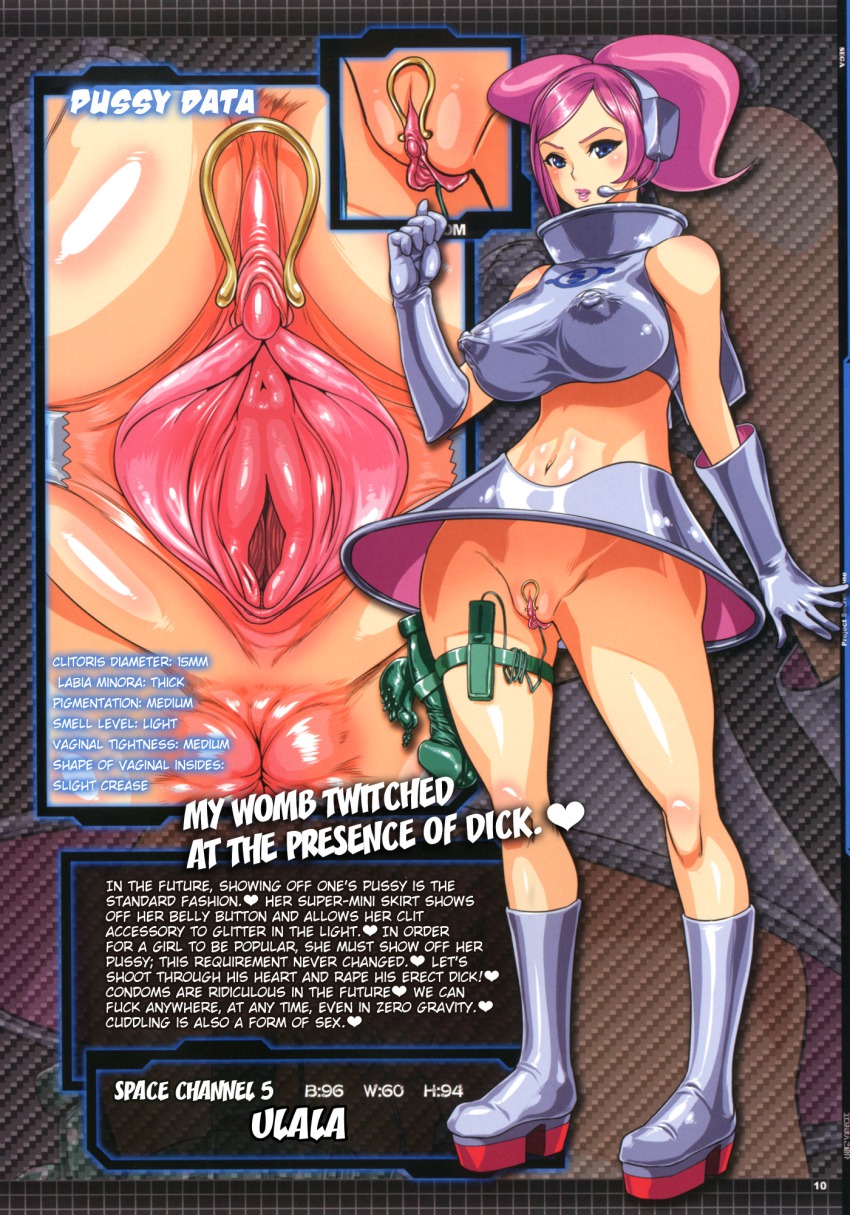 PUSSY DATA
OM
SEGA
CLITORIS DIAMETER: 15MM
LABIA MINORA: THICK
PIGMENTATION: MEDIUM
SMELL LEVEL: LIGHT
VAGINAL TIGHTNESS: MEDIUM
SHAPE OF VAGINAL INSIDES:
SLIGHT CREASE
MY WOMB TWITCHED
AT THE PRESENCE OF DICK.❤
IN THE FUTURE, SHOWING OFF ONE'S PUSSY IS THE
STANDARD FASHION.❤ HER SUPER-MINI SKIRT SHOWS
OFF HER BELLY BUTTON AND ALLOWS HER CLIT
ACCESSORY TO GLITTER IN THE LIGHT.❤ IN ORDER
FOR A GIRL TO BE POPULAR, SHE MUST SHOW OFF HER
PUSSY; THIS REQUIREMENT NEVER CHANGED.❤ LET'S
SHOOT THROUGH HIS HEART AND RAPE HIS ERECT DICK!❤
CONDOMS ARE RIDICULOUS IN THE FUTURE❤ WE CAN
FUCK ANYWHERE, AT ANY TIME, EVEN IN ZERO GRAVITY.❤
CUDDLING IS ALSO A FORM OF SEX.❤
SPACE CHANNEL 5 B:96 W:60 H:94
ULALA
10